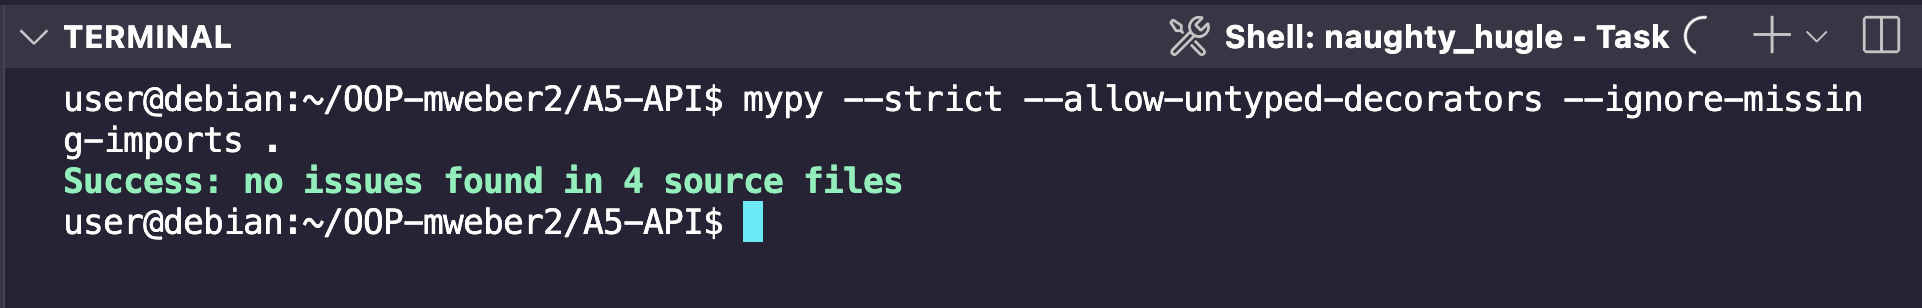 TERMINAL
Shell: naughty_hugle - Task
user@debian:~/OOP-mweber2/A5-API$ mypy --strict --allow-untyped-decorators --ignore-missin
g-imports .
Success: no issues found in 4 source files
user@debian:~/OOP-mweber2/A5-API$